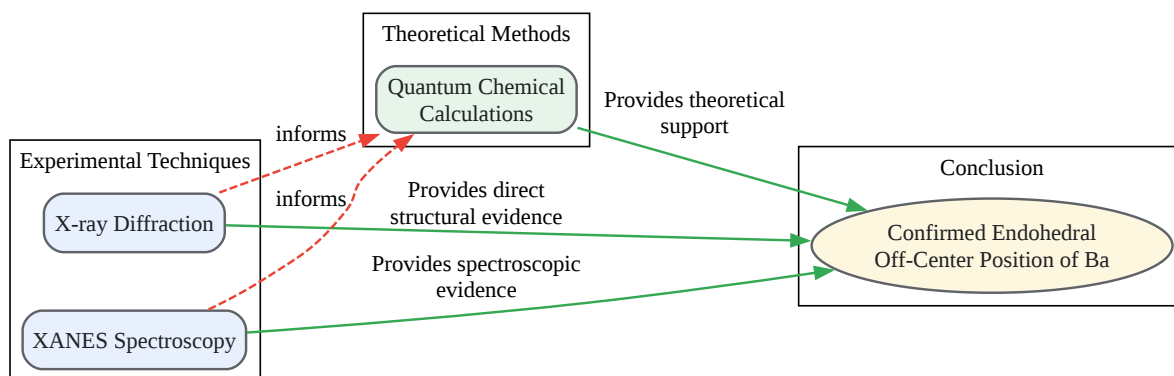 Theoretical Methods
Quantum Chemical
Calculations
Provides theoretical
support
informs
Experimental Techniques
X-ray Diffraction
informs
Provides direct
structural evidence
Conclusion
Confirmed Endohedral
Off-Center Position of Ba
Provides spectroscopic
evidence
XANES Spectroscopy